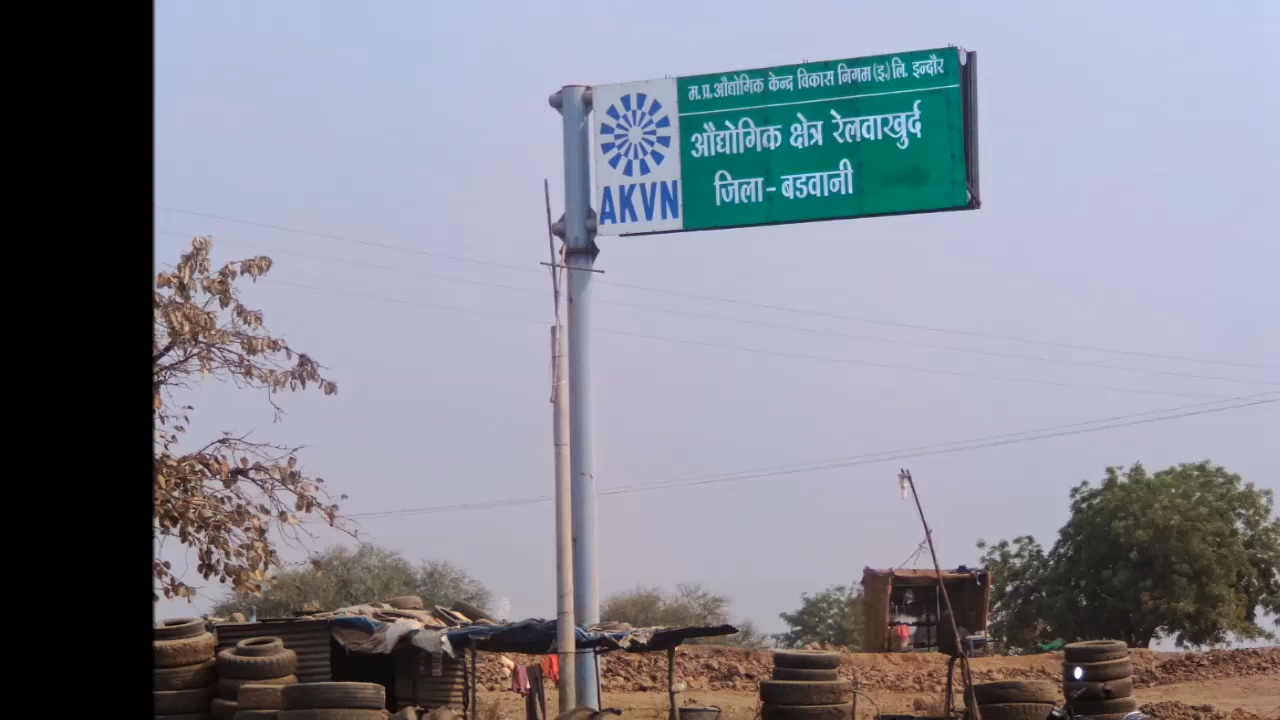 म.प्र.औद्योगिक केन्द्र विकास निगम (इ.) लि. इन्दौर
औद्योगिक क्षेत्र रेलवाखुर्द
जिला - बडवानी
AKVN